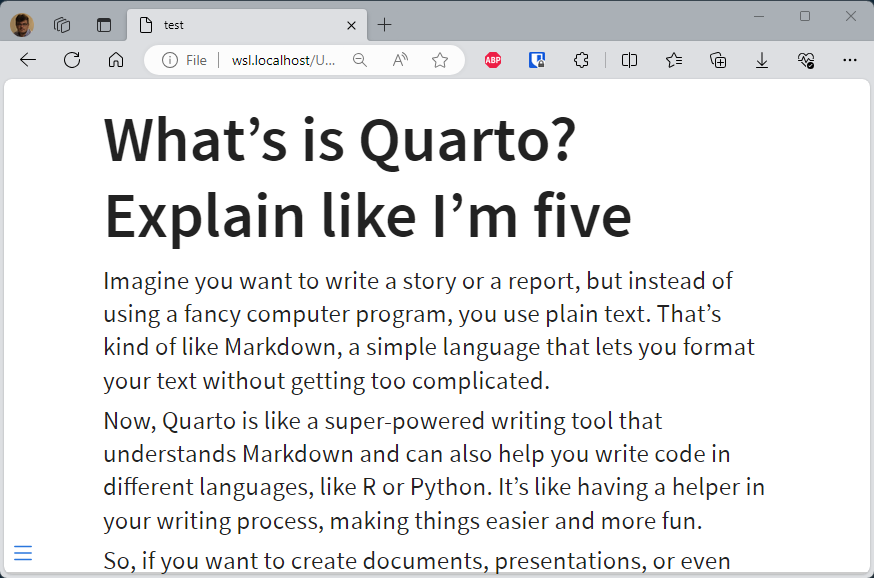 test
File
wsl.localhost/U...
ABP
What’s is Quarto?
Explain like I’m five
Imagine you want to write a story or a report, but instead of
using a fancy computer program, you use plain text. That’s
kind of like Markdown, a simple language that lets you format
your text without getting too complicated.
Now, Quarto is like a super-powered writing tool that
understands Markdown and can also help you write code in
different languages, like R or Python. It’s like having a helper in
your writing process, making things easier and more fun.
So, if you want to create documents, presentations, or even